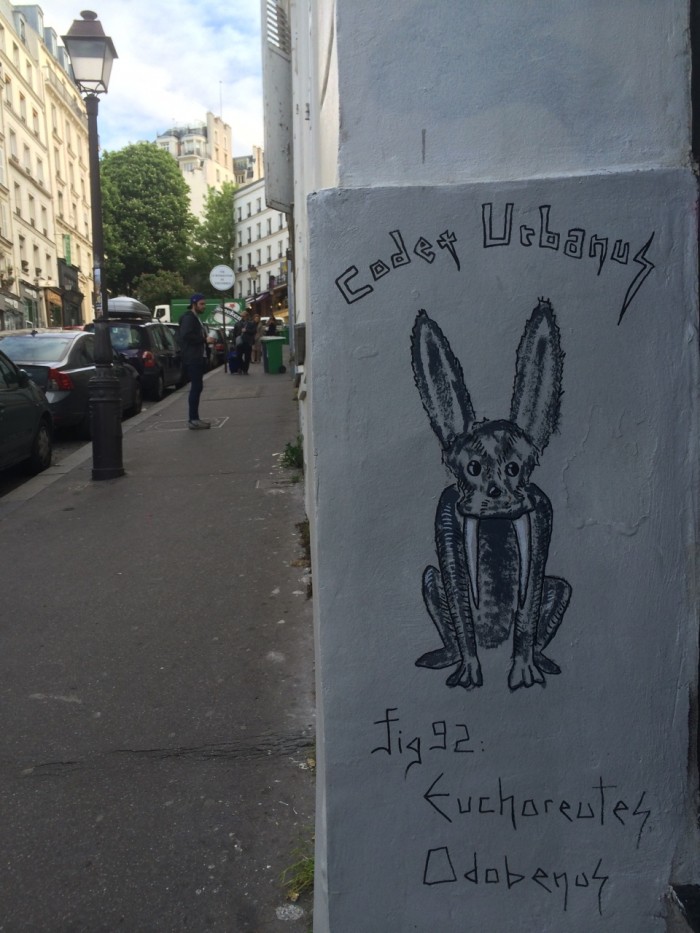 Codex Urbanus
fig 92:
Euchoreutes
Odobenus